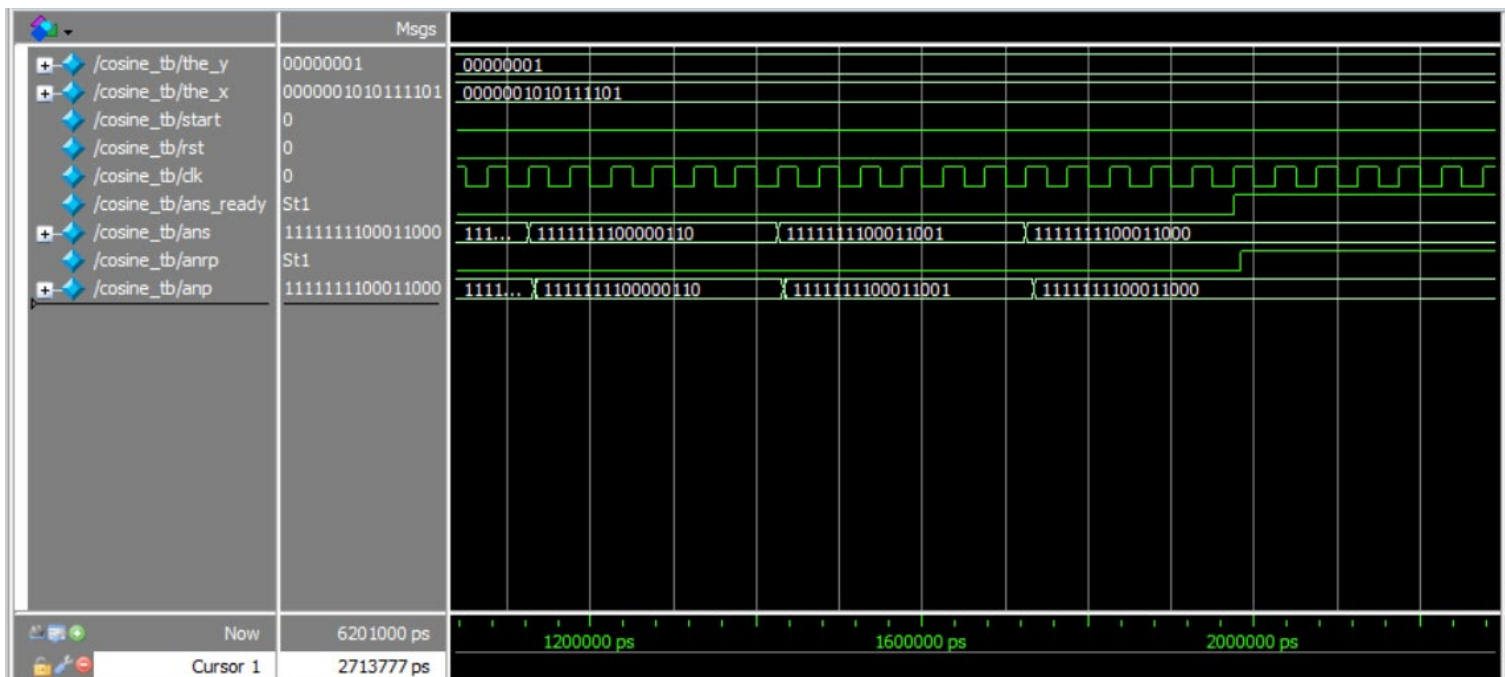 Msgs
/cosine_tb/the_y 00000001 00000001
/cosine_tb/the_x 0000001010111101 0000001010111101
/cosine_tb/start 0
/cosine_tb/rst 0
/cosine_tb/clk 0
/cosine_tb/ans_ready St1
/cosine_tb/ans 1111111100011000 111... 1111111100000110 1111111100011001 1111111100011000
/cosine_tb/anrp St1
/cosine_tb/anp 1111111100011000 1111... 1111111100000110 1111111100011001 1111111100011000
Now 6201000 ps 1200000 ps 1600000 ps 2000000 ps
Cursor 1 2713777 ps